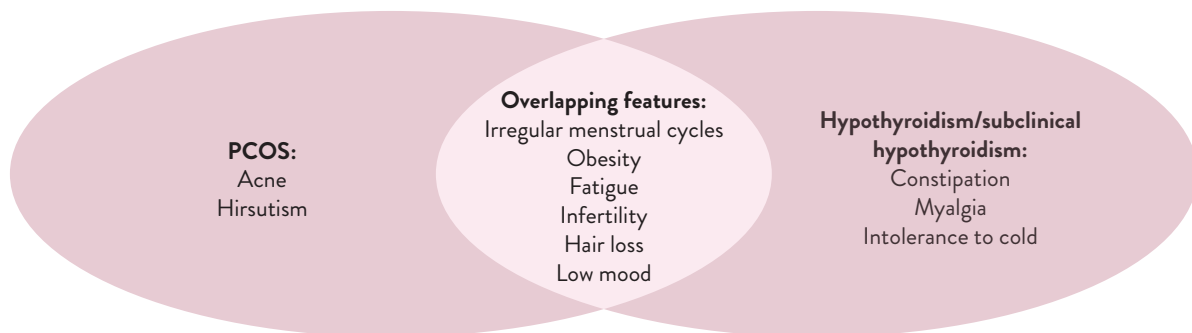 PCOS:
Acne
Hirsutism
Overlapping features:
Irregular menstrual cycles
Obesity
Fatigue
Infertility
Hair loss
Low mood
Hypothyroidism/subclinical
hypothyroidism:
Constipation
Myalgia
Intolerance to cold